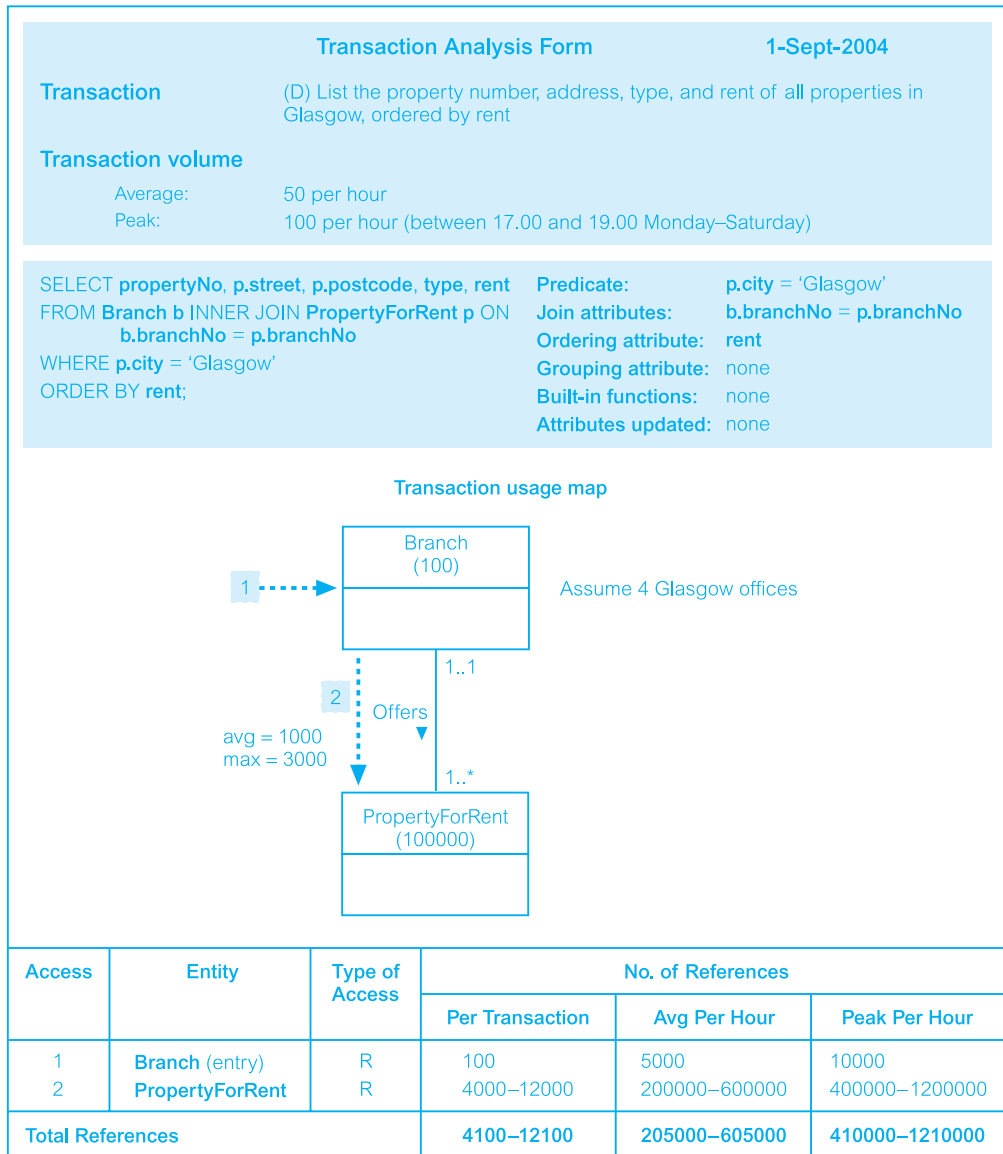 Transaction Analysis Form 1-Sept-2004
Transaction (D) List the property number, address, type, and rent of all properties in
Glasgow, ordered by rent
Transaction volume
Average: 50 per hour
Peak: 100 per hour (between 17.00 and 19.00 Monday–Saturday)
SELECT propertyNo, p.street, p.postcode, type, rent
FROM Branch b INNER JOIN PropertyForRent p ON
b.branchNo = p.branchNo
WHERE p.city = ‘Glasgow’
ORDER BY rent;
Predicate: p.city = ‘Glasgow’
Join attributes: b.branchNo = p.branchNo
Ordering attribute: rent
Grouping attribute: none
Built-in functions: none
Attributes updated: none
Transaction usage map
Branch
(100)
1
Assume 4 Glasgow offices
1..1
2
Offers
avg = 1000
max = 3000
1..*
PropertyForRent
(100000)
Access Entity Type of Access No. of References
Per Transaction Avg Per Hour Peak Per Hour
1 Branch (entry) R 100 5000 10000
2 PropertyForRent R 4000–12000 200000–600000 400000–1200000
Total References 4100–12100 205000–605000 410000–1210000